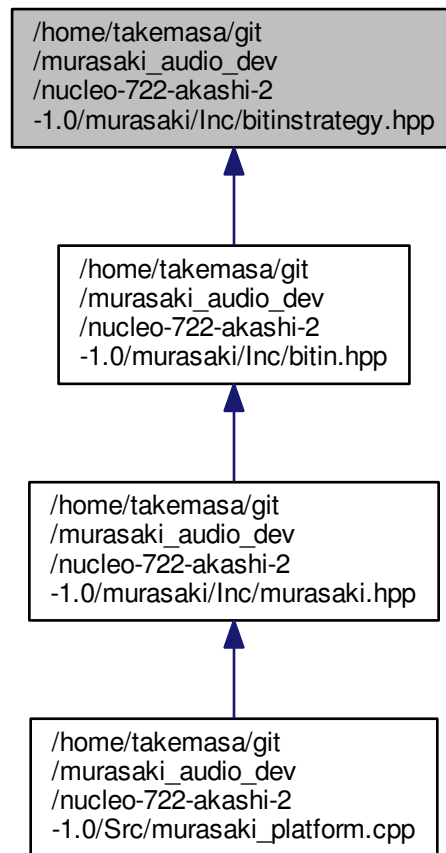 /home/takemasa/git
/murasaki_audio_dev
/nucleo-722-akashi-2
-1.0/murasaki/Inc/bitinstrategy.hpp
/home/takemasa/git
/murasaki_audio_dev
/nucleo-722-akashi-2
-1.0/murasaki/Inc/bitin.hpp
/home/takemasa/git
/murasaki_audio_dev
/nucleo-722-akashi-2
-1.0/murasaki/Inc/murasaki.hpp
/home/takemasa/git
/murasaki_audio_dev
/nucleo-722-akashi-2
-1.0/Src/murasaki_platform.cpp